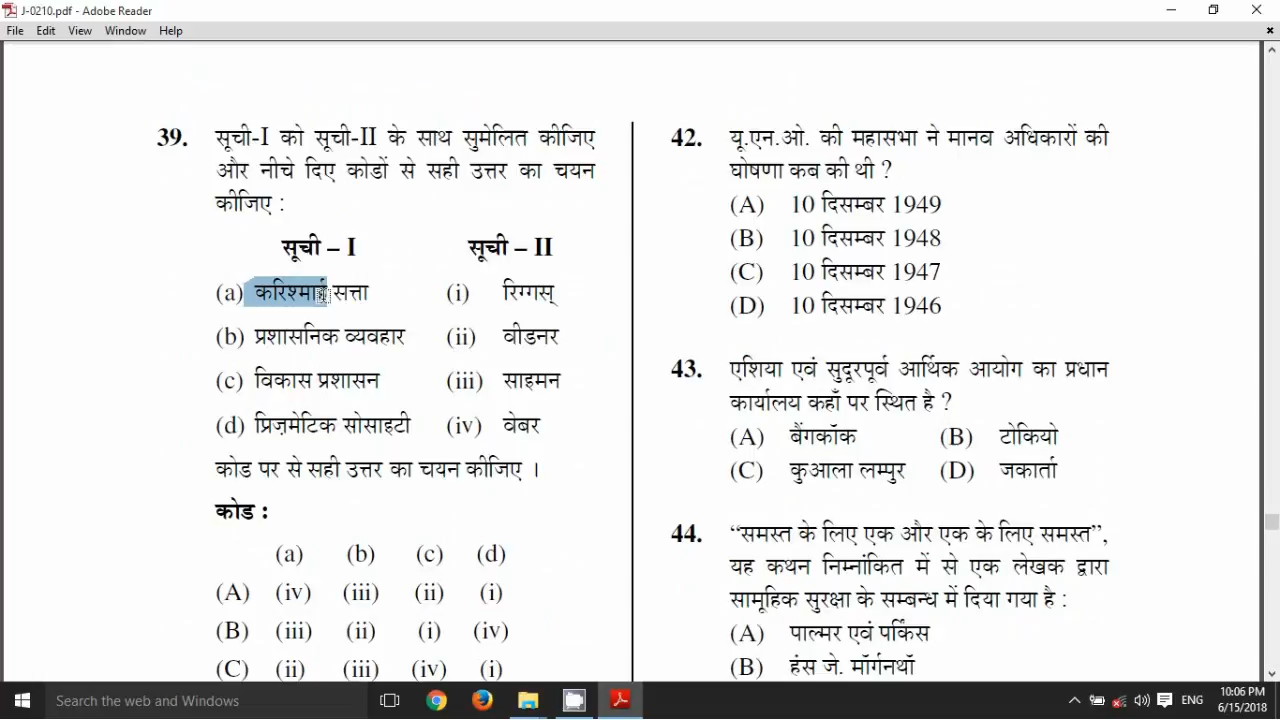 J-0210.pdf - Adobe Reader
File Edit View Window Help
39. सूची-I को सूची-II के साथ सुमेलित कीजिए
और नीचे दिए कोडों से सही उत्तर का चयन
कीजिए :
सूची – I सूची – II
(a) करिश्माई सत्ता (i) रिग्गस्
(b) प्रशासनिक व्यवहार (ii) वीडनर
(c) विकास प्रशासन (iii) साइमन
(d) प्रिज़मेटिक सोसाइटी (iv) वेबर
कोड पर से सही उत्तर का चयन कीजिए ।
कोड :
(a) (b) (c) (d)
(A) (iv) (iii) (ii) (i)
(B) (iii) (ii) (i) (iv)
(C) (ii) (iii) (iv) (i)
42. यू.एन.ओ. की महासभा ने मानव अधिकारों की
घोषणा कब की थी ?
(A) 10 दिसम्बर 1949
(B) 10 दिसम्बर 1948
(C) 10 दिसम्बर 1947
(D) 10 दिसम्बर 1946
43. एशिया एवं सुदूरपूर्व आर्थिक आयोग का प्रधान
कार्यालय कहाँ पर स्थित है ?
(A) बैंगकॉक (B) टोकियो
(C) कुआला लम्पुर (D) जकार्ता
44. “समस्त के लिए एक और एक के लिए समस्त”,
यह कथन निम्नांकित में से एक लेखक द्वारा
सामूहिक सुरक्षा के सम्बन्ध में दिया गया है :
(A) पाल्मर एवं पर्किंस
(B) हंस जे. मॉर्गनथॉ
Search the web and Windows
ENG
10:06 PM
6/15/2018